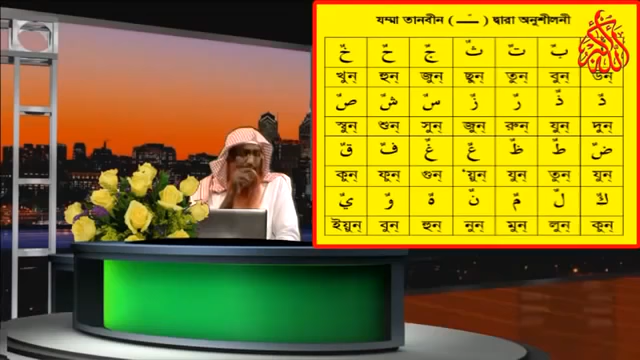 যম্মা তানবীন ( ـٌ ) দ্বারা অনুশীলনী
خٌ حٌ جٌ ثٌ تٌ بٌ
খুন্ হুন্ জুন্ ছুন্ তুন্ বুন্ উন্
صٌ شٌ سٌ زٌ رٌ ذٌ دٌ
স্বুন্ শুন্ সুন্ জুন্ রুন্ যুন্ দুন্
قٌ فٌ غٌ عٌ ظٌ طٌ ضٌ
কুন্ ফুন্ গুন্ 'য়ুন্ যুন্ তুন্ যুন্
يٌ وٌ ةٌ نٌ مٌ لٌ كٌ
ইয়ুন্ বুন্ হুন্ নুন্ মুন্ লুন্ কুন্